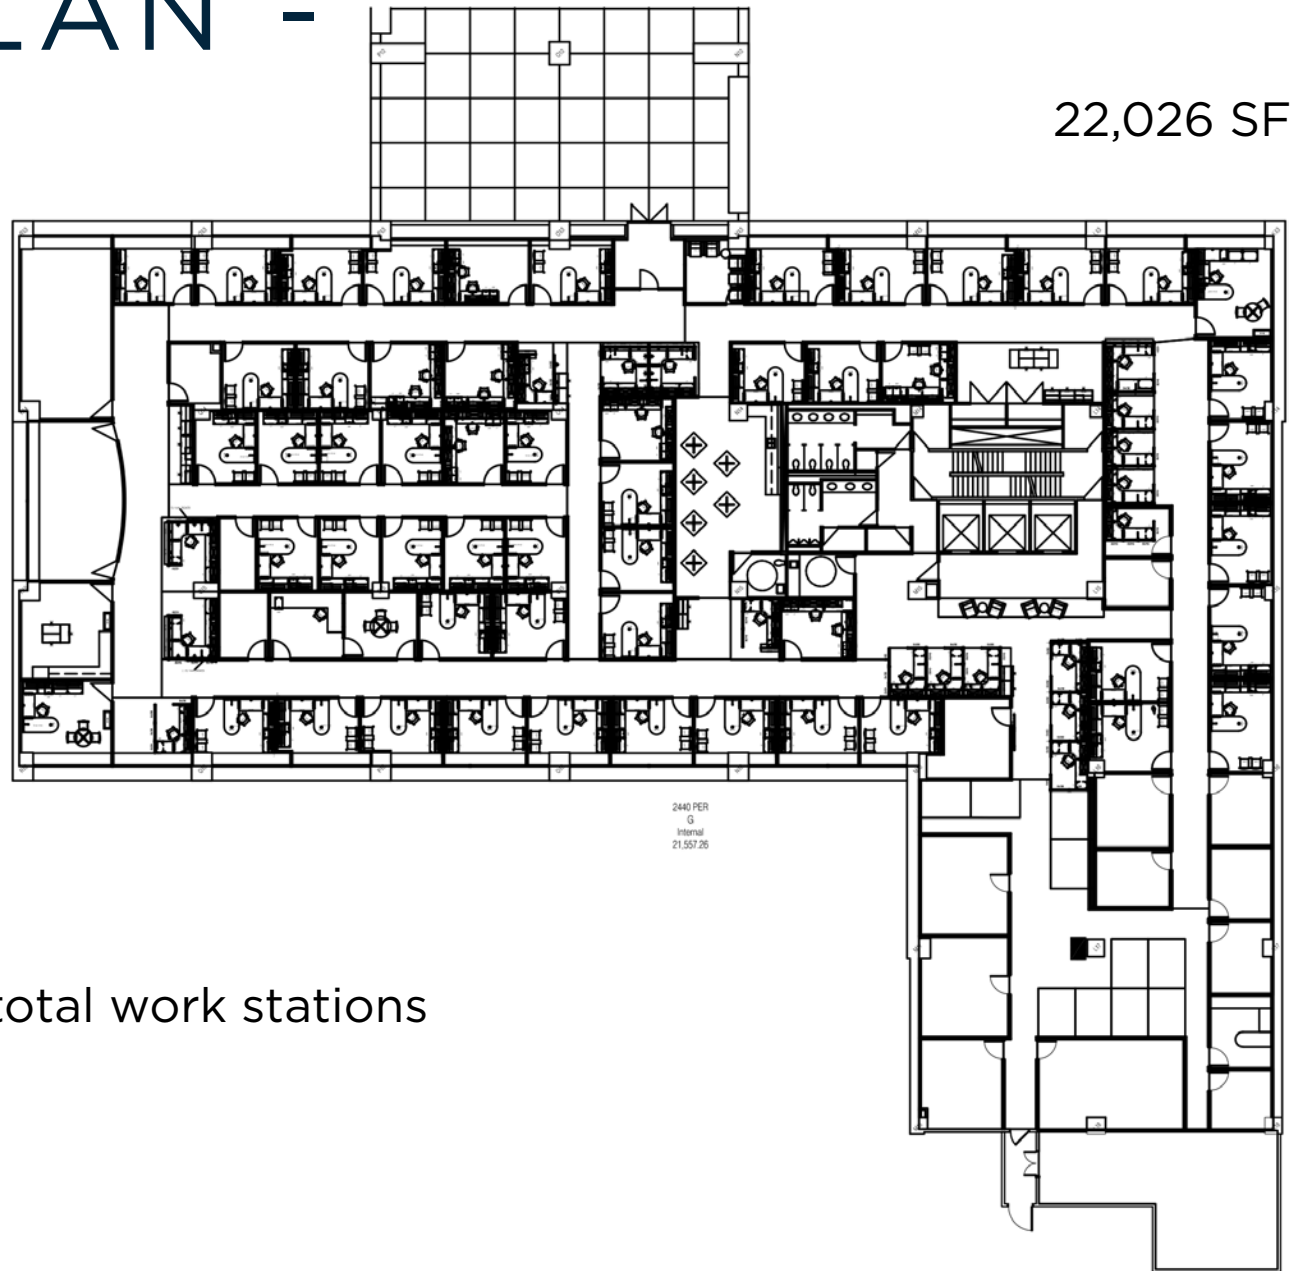 LAN -
22,026 SF
2440 PER
G
Internal
21,557.26
total work stations